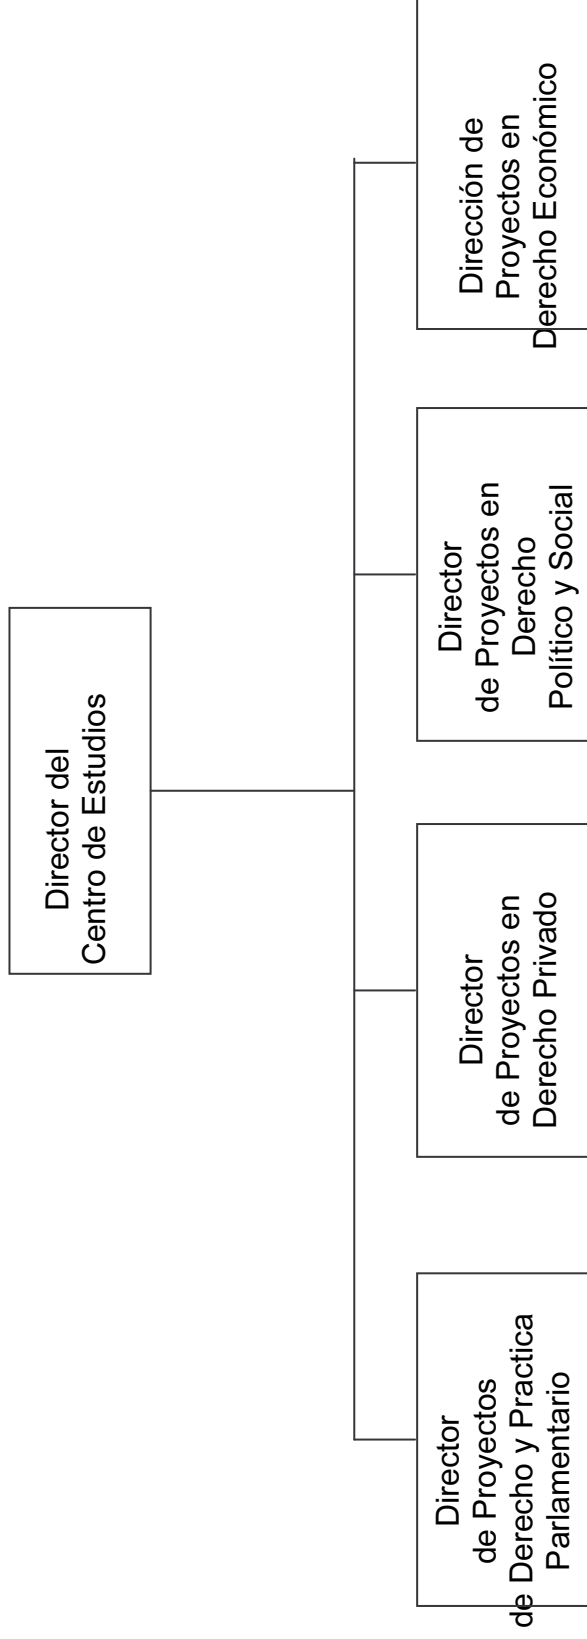 Director del
Centro de Estudios
Director
de Proyectos
de Derecho y Practica
Parlamentario
Director
de Proyectos en
Derecho Privado
Director
de Proyectos en
Derecho
Político y Social
Dirección de
Proyectos en
Derecho Económico